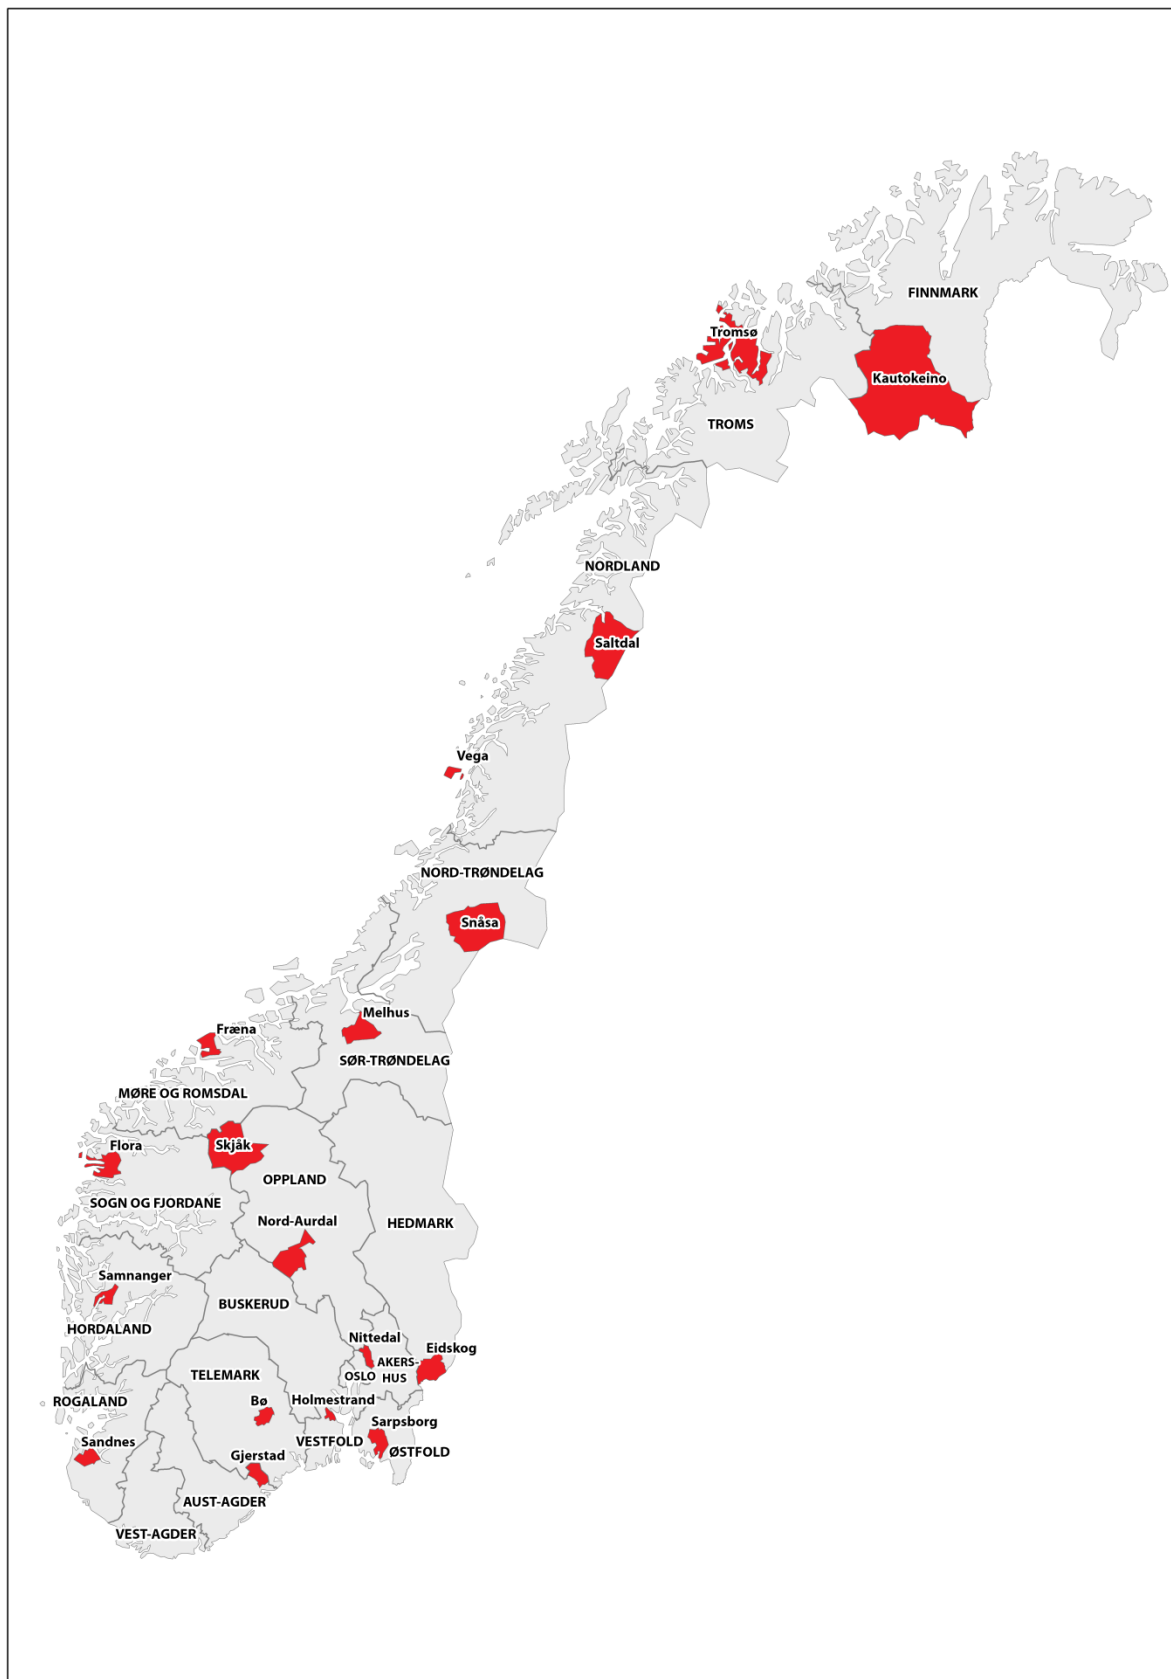 FINNMARK
Tromsø
Kautokeino
TROMS
NORDLAND
Saltdal
Vega
NORD-TRØNDELAG
Snåsa
Melhus
Fræna
SØR-TRØNDELAG
MØRE OG ROMSDAL
Flora
Skjåk
OPPLAND
SOGN OG FJORDANE
Nord-Aurdal
HEDMARK
Samnanger
BUSKERUD
HORDALAND
Nittedal
Eidskog
AKERS-
HUS
OSLO
TELEMARK
ROGALAND
Bø
Holmestrand
Sarpsborg
VESTFOLD
ØSTFOLD
Sandnes
Gjerstad
AUST-AGDER
VEST-AGDER